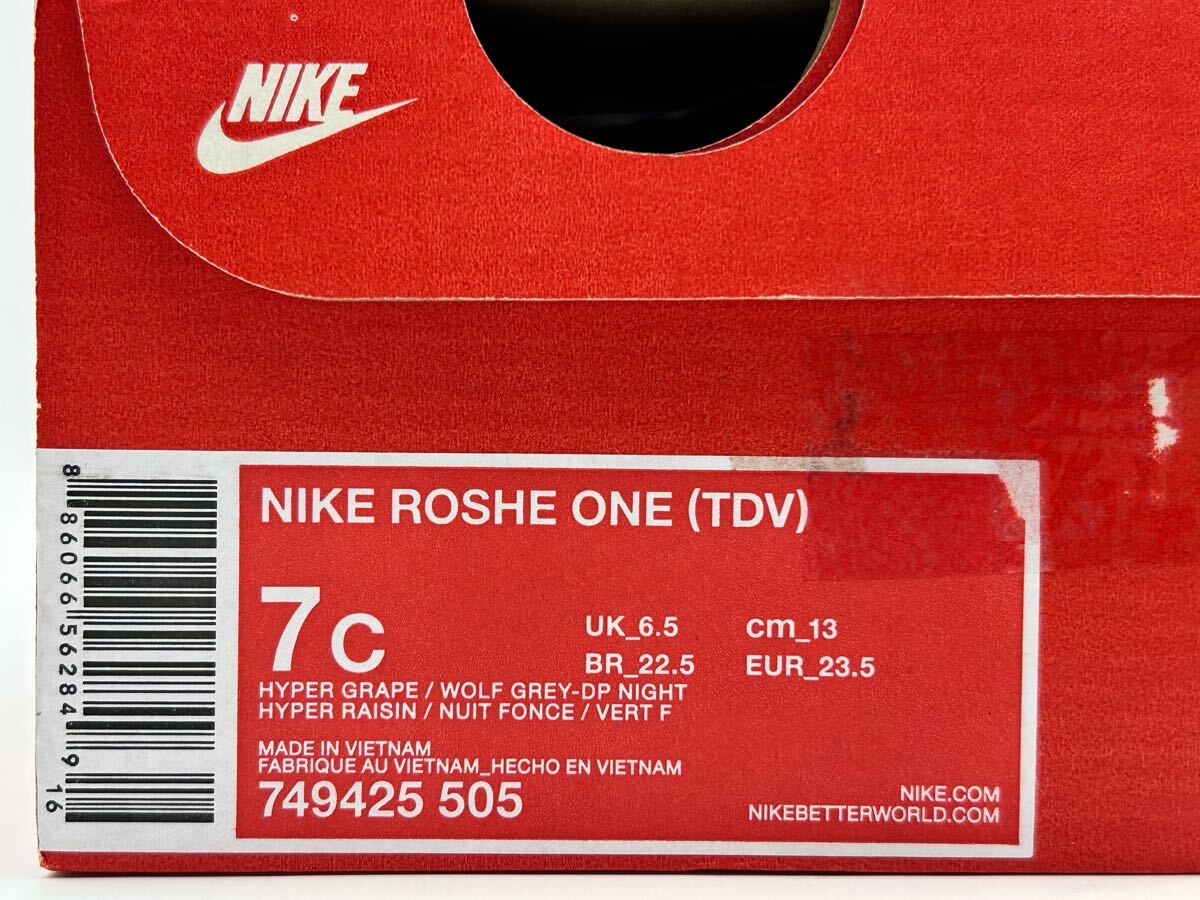 NIKE
NIKE ROSHE ONE (TDV)
7C
UK_6.5 cm_13
BR_22.5 EUR_23.5
HYPER GRAPE / WOLF GREY-DP NIGHT
HYPER RAISIN / NUIT FONCE / VERT F
MADE IN VIETNAM
FABRIQUE AU VIETNAM_HECHO EN VIETNAM
749425 505
NIKE.COM
NIKEBETTERWORLD.COM
8 86066 56284 9 16